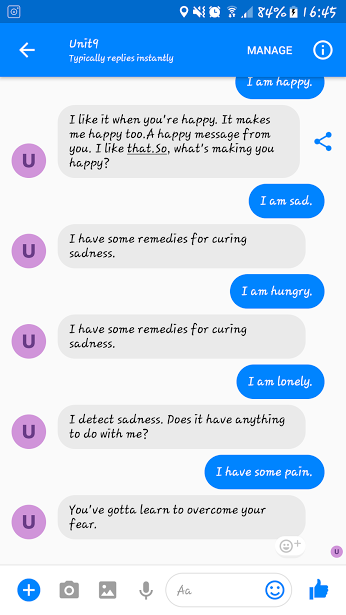 84% 16:45
Unit9
Typically replies instantly
MANAGE
I am happy.
I like it when you're happy. It makes
me happy too.A happy message from
you. I like that.So, what's making you
happy?
U
I am sad.
I have some remedies for curing
sadness.
U
I am hungry.
I have some remedies for curing
sadness.
U
I am lonely.
I detect sadness. Does it have anything
to do with me?
U
I have some pain.
You've gotta learn to overcome your
fear.
U
U
Aa